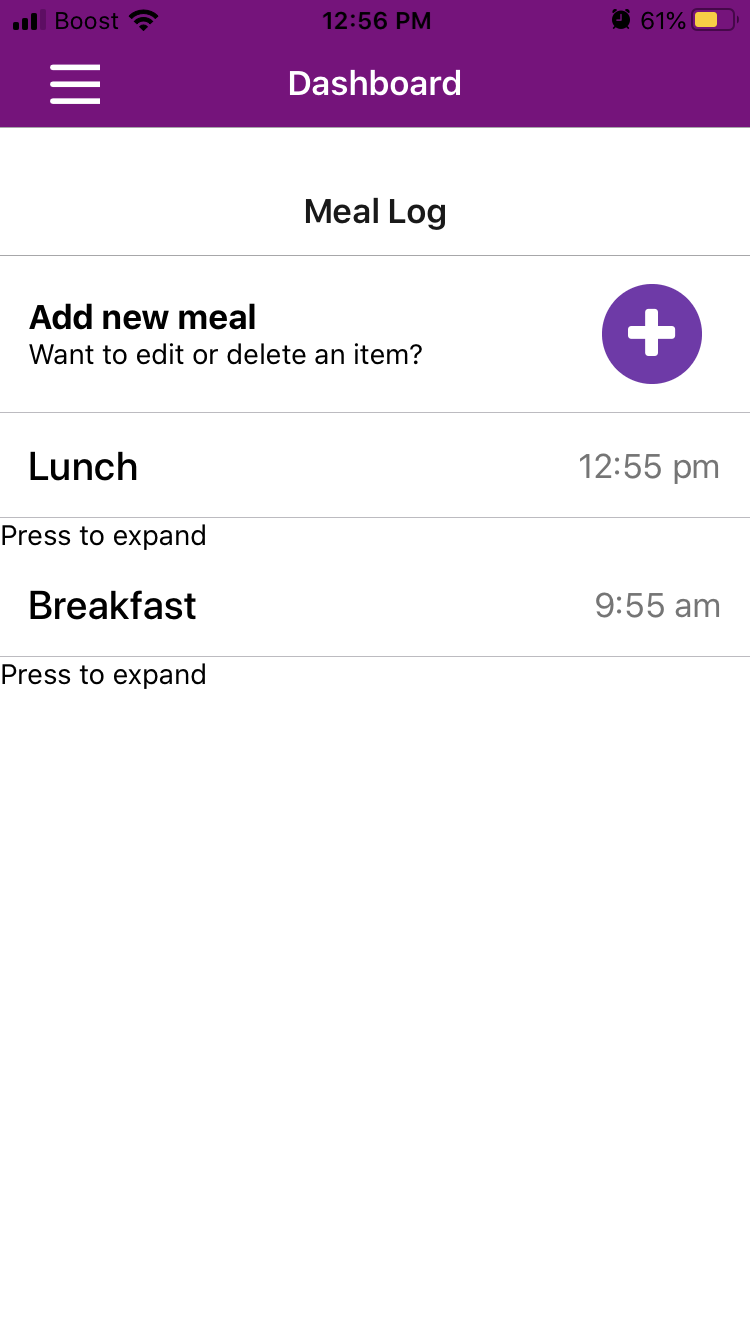 Boost 12:56 PM 61%
Dashboard
Meal Log
Add new meal
Want to edit or delete an item?
Lunch 12:55 pm
Press to expand
Breakfast 9:55 am
Press to expand